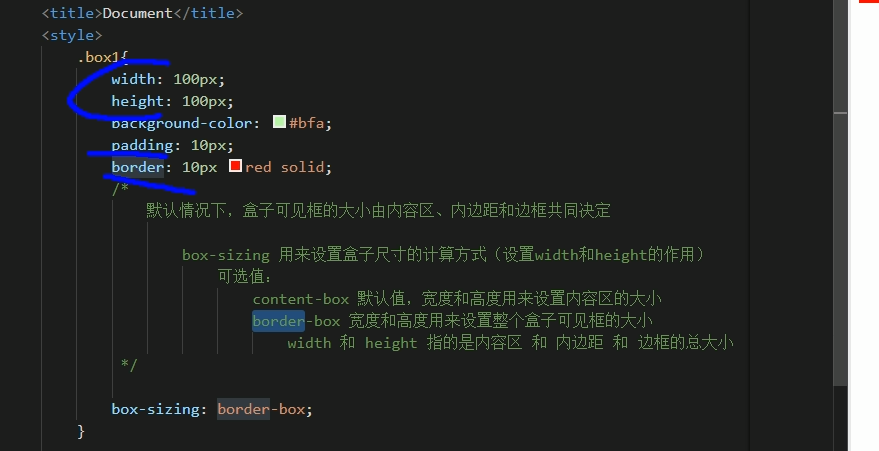 <title>Document</title>
<style>
.box1{
width: 100px;
height: 100px;
background-color: #bfa;
padding: 10px;
border: 10px red solid;
/*
默认情况下，盒子可见框的大小由内容区、内边距和边框共同决定
box-sizing 用来设置盒子尺寸的计算方式（设置width和height的作用）
可选值：
content-box 默认值，宽度和高度用来设置内容区的大小
border-box 宽度和高度用来设置整个盒子可见框的大小
width 和 height 指的是内容区 和 内边距 和 边框的总大小
*/
box-sizing: border-box;
}